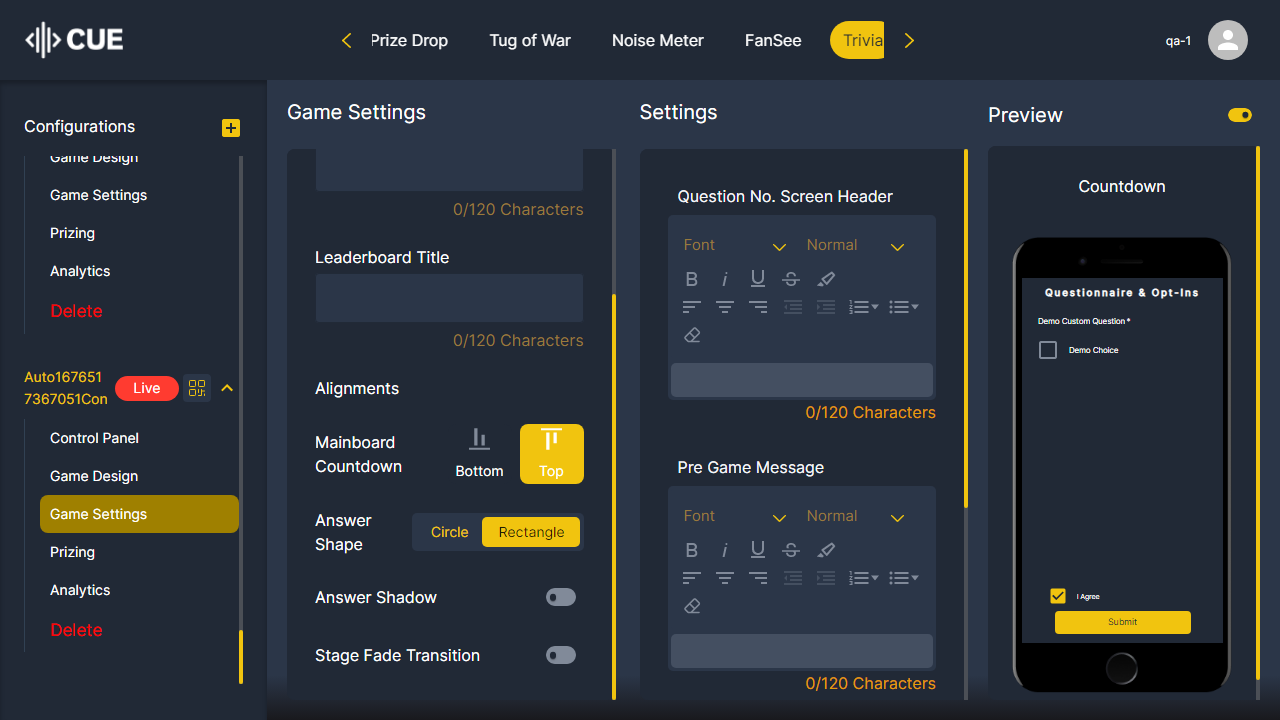 CUE
Prize Drop
Tug of War
Noise Meter
FanSee
Trivia
qa-1
Configurations
Game Design
Game Settings
Prizing
Analytics
Delete
Auto167651
7367051Con
Live
Control Panel
Game Design
Game Settings
Prizing
Analytics
Delete
Game Settings
0/120 Characters
Leaderboard Title
0/120 Characters
Alignments
Mainboard
Countdown
Bottom
Top
Answer
Shape
Circle
Rectangle
Answer Shadow
Stage Fade Transition
Settings
Question No. Screen Header
Font
Normal
0/120 Characters
Pre Game Message
Font
Normal
0/120 Characters
Preview
Countdown
Questionnaire & Opt-Ins
Demo Custom Question *
Demo Choice
I Agree
Submit